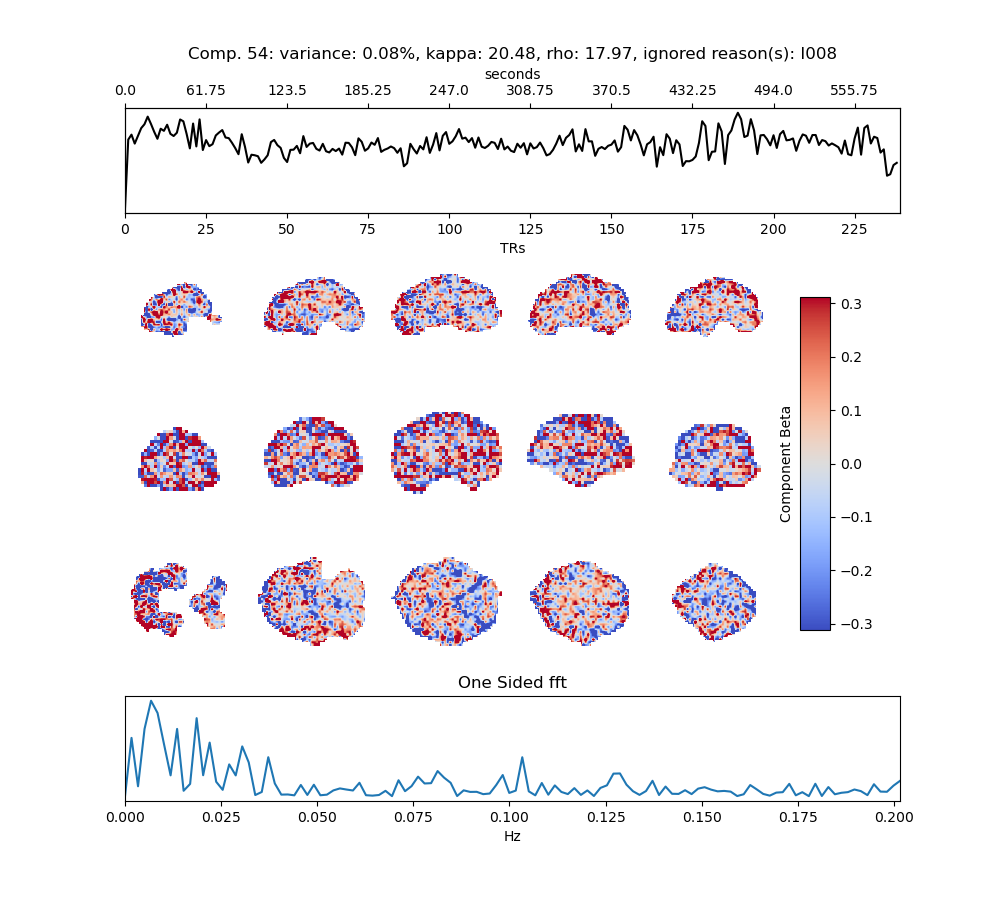 Comp. 54: variance: 0.08%, kappa: 20.48, rho: 17.97, ignored reason(s): I008
seconds
0.0 61.75 123.5 185.25 247.0 308.75 370.5 432.25 494.0 555.75
0 25 50 75 100 125 150 175 200 225
TRs
0.3
0.2
0.1
0.0
−0.1
−0.2
−0.3
Component Beta
One Sided fft
0.000 0.025 0.050 0.075 0.100 0.125 0.150 0.175 0.200
Hz